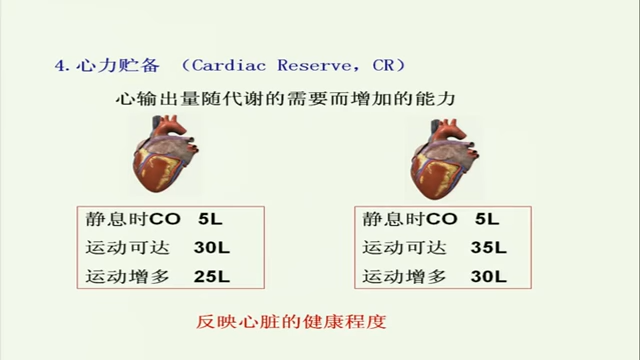 4.心力贮备 （Cardiac Reserve，CR）
心输出量随代谢的需要而增加的能力
静息时CO 5L
运动可达 30L
运动增多 25L
静息时CO 5L
运动可达 35L
运动增多 30L
反映心脏的健康程度